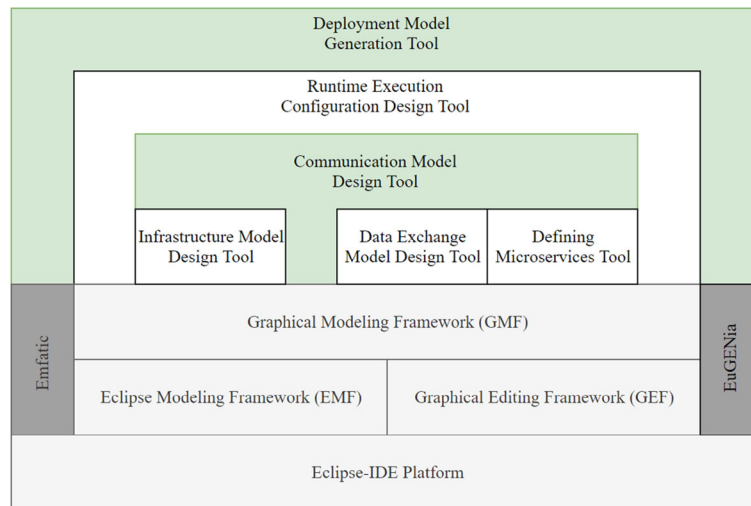 Deployment Model
Generation Tool
Runtime Execution
Configuration Design Tool
Communication Model
Design Tool
Infrastructure Model
Design Tool
Data Exchange
Model Design Tool
Defining
Microservices Tool
Emfatic
Graphical Modeling Framework (GMF)
EuGENia
Eclipse Modeling Framework (EMF)
Graphical Editing Framework (GEF)
Eclipse-IDE Platform